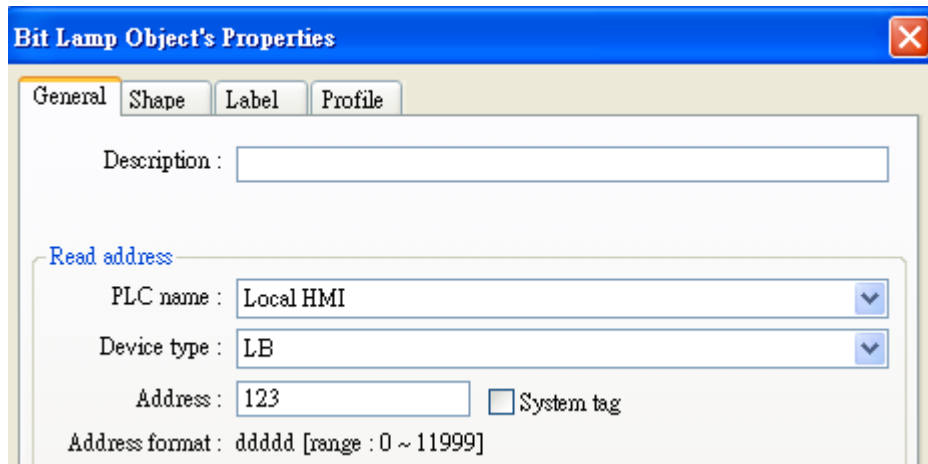 Bit Lamp Object's Properties
General Shape Label Profile
Description :
Read address
PLC name : Local HMI
Device type : LB
Address : 123 System tag
Address format : ddddd [range : 0 ~ 11999]